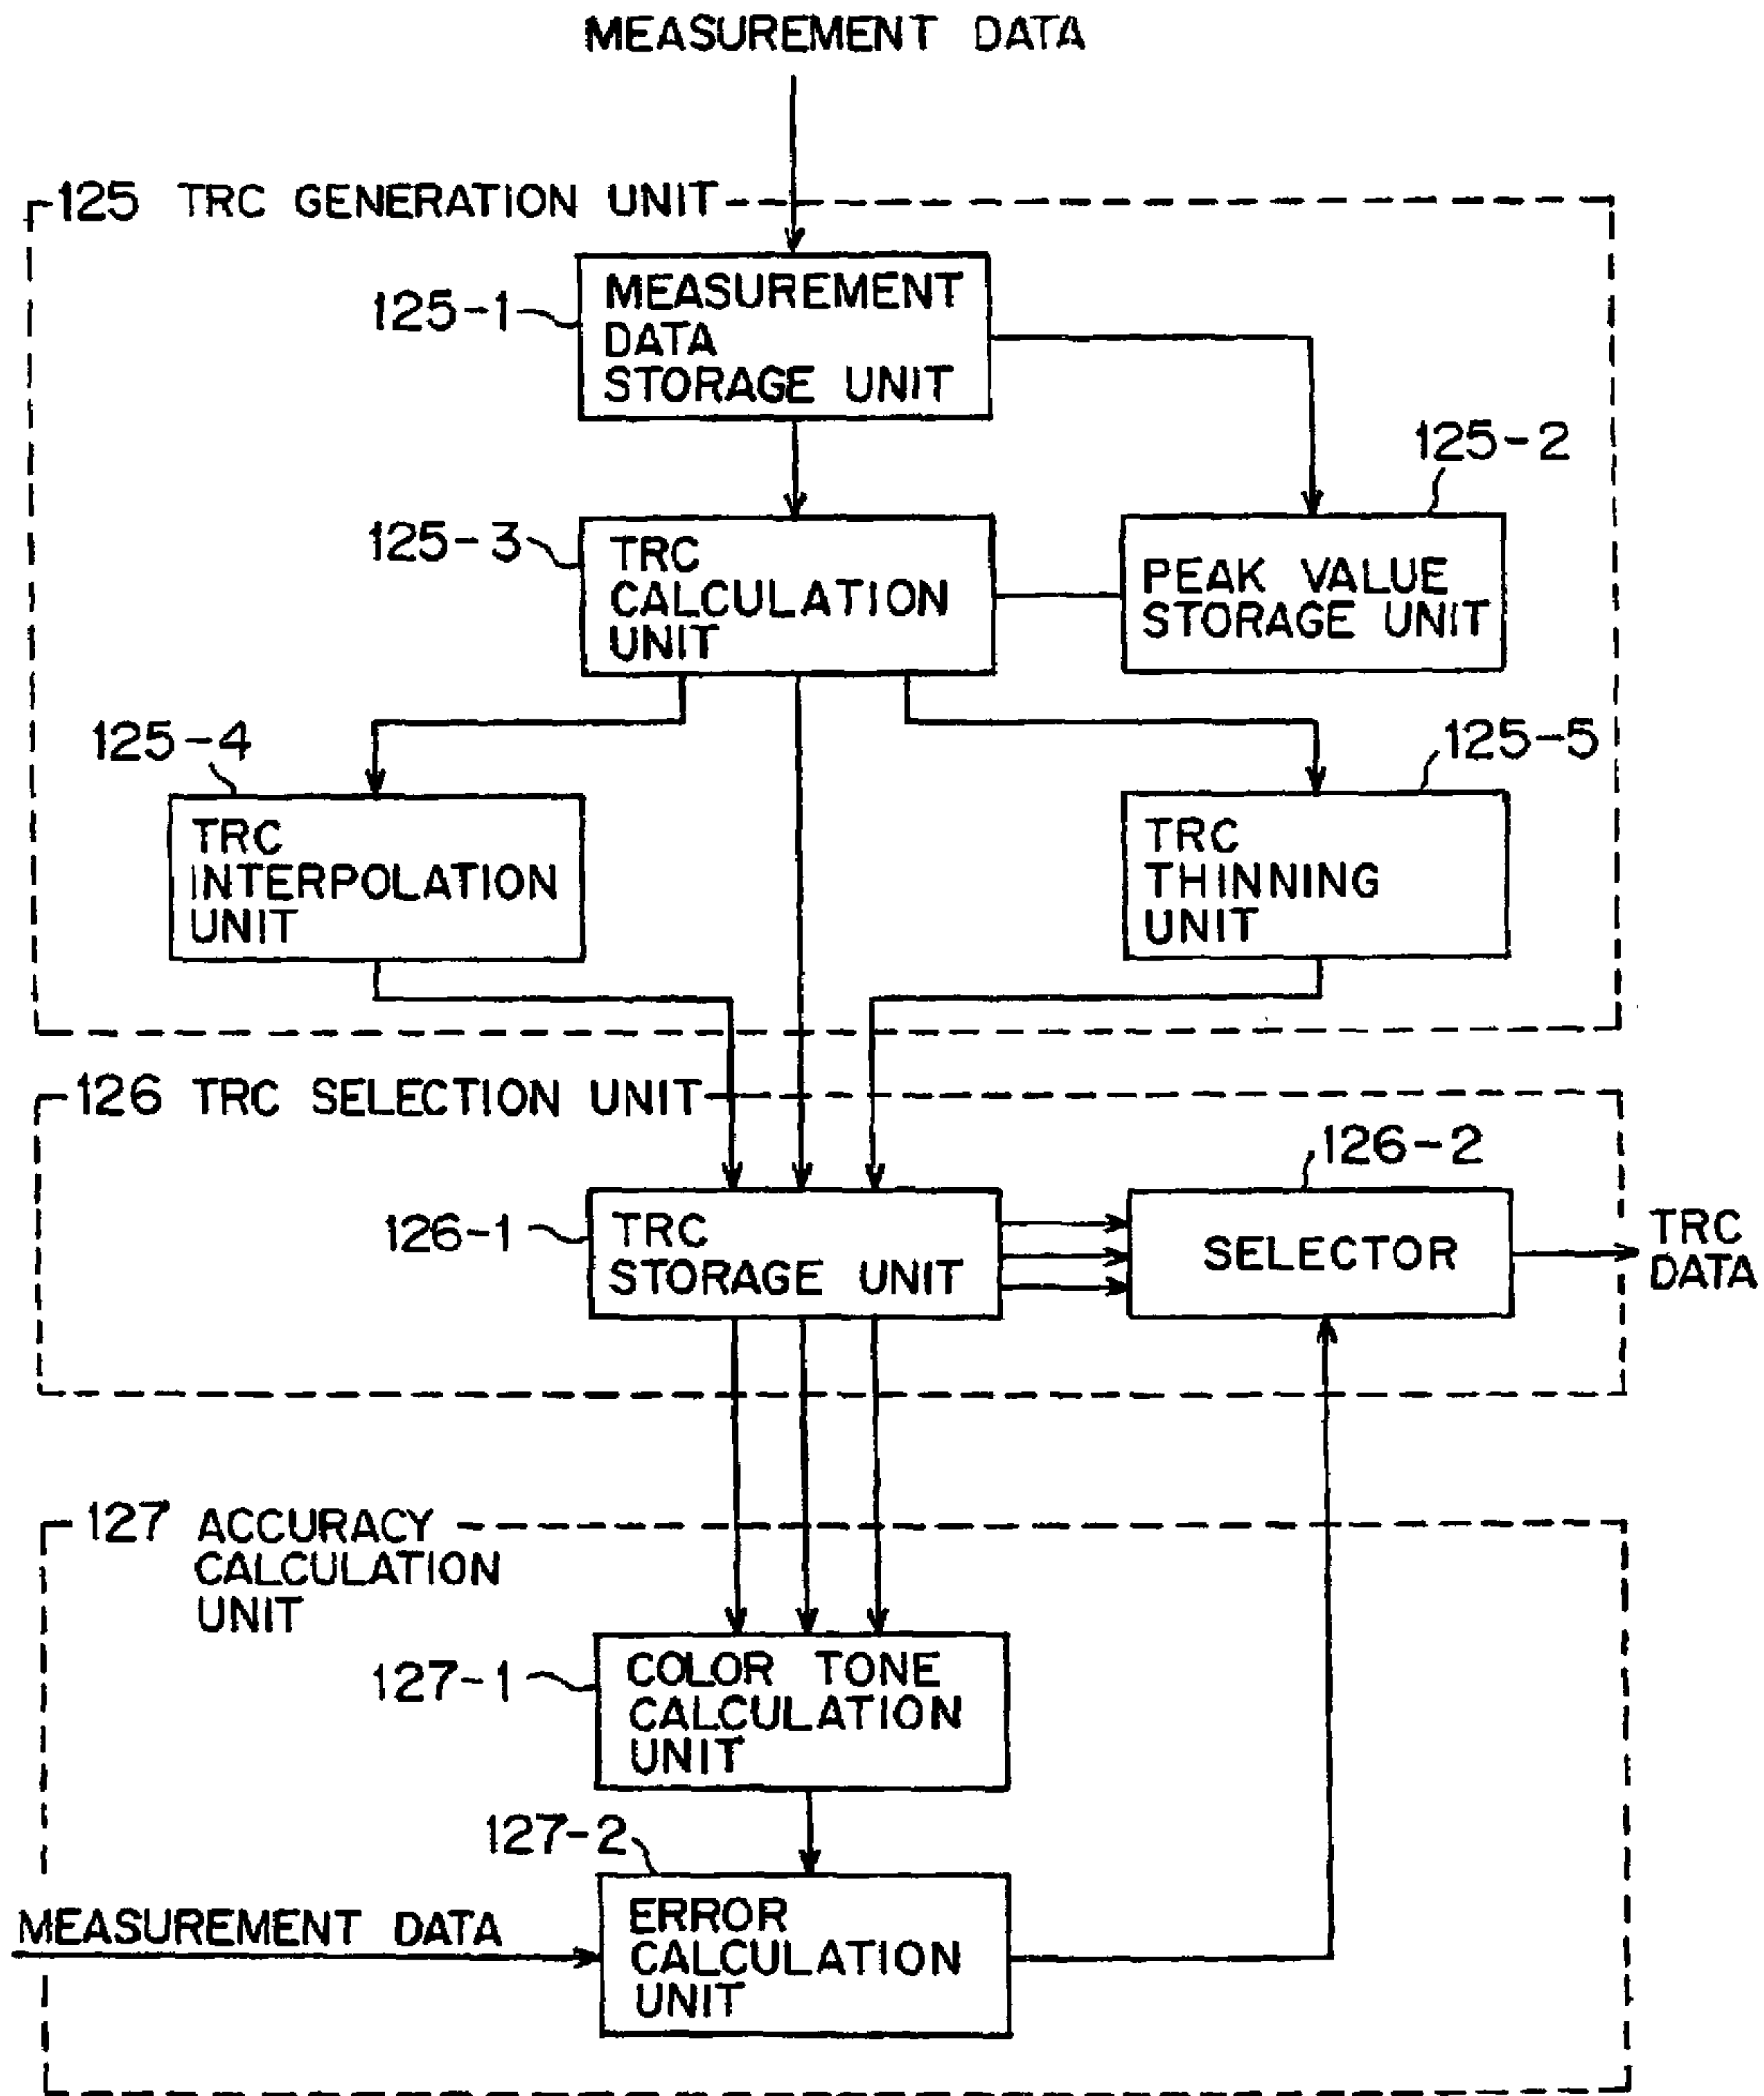 MEASUREMENT DATA
125 TRC GENERATION UNIT
125-1
MEASUREMENT
DATA
STORAGE UNIT
125-2
125-3
TRC
CALCULATION
UNIT
PEAK VALUE
STORAGE UNIT
125-4
125-5
TRC
INTERPOLATION
UNIT
TRC
THINNING
UNIT
126 TRC SELECTION UNIT
126-2
126-1
TRC
STORAGE UNIT
SELECTOR
TRC
DATA
127 ACCURACY
CALCULATION
UNIT
127-1
COLOR TONE
CALCULATION
UNIT
127-2
MEASUREMENT DATA
ERROR
CALCULATION
UNIT